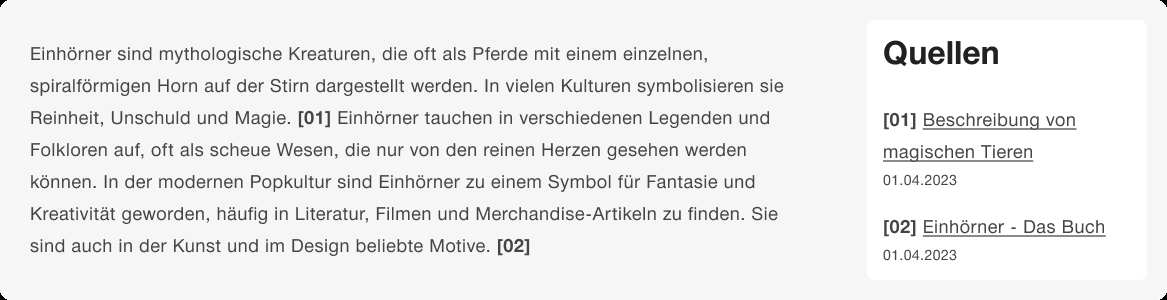 Einhörner sind mythologische Kreaturen, die oft als Pferde mit einem einzelnen,
spiralförmigen Horn auf der Stirn dargestellt werden. In vielen Kulturen symbolisieren sie
Reinheit, Unschuld und Magie. [01] Einhörner tauchen in verschiedenen Legenden und
Folkloren auf, oft als scheue Wesen, die nur von den reinen Herzen gesehen werden
können. In der modernen Popkultur sind Einhörner zu einem Symbol für Fantasie und
Kreativität geworden, häufig in Literatur, Filmen und Merchandise-Artikeln zu finden. Sie
sind auch in der Kunst und im Design beliebte Motive. [02]
Quellen
[01] Beschreibung von
magischen Tieren
01.04.2023
[02] Einhörner - Das Buch
01.04.2023